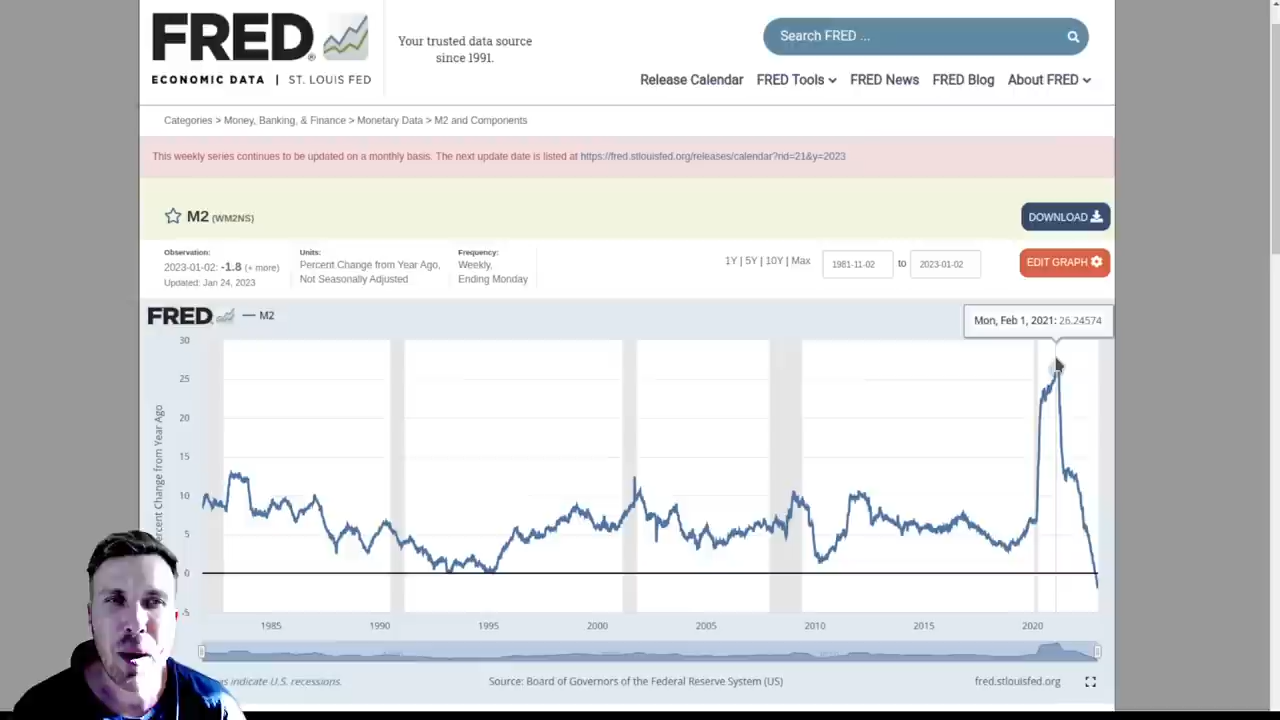 FRED®
ECONOMIC DATA | ST. LOUIS FED
Your trusted data source
since 1991.
Search FRED ...
Release Calendar FRED Tools FRED News FRED Blog About FRED
Categories > Money, Banking, & Finance > Monetary Data > M2 and Components
This weekly series continues to be updated on a monthly basis. The next update date is listed at https://fred.stlouisfed.org/releases/calendar?rid=21&y=2023
M2 (WM2NS)
DOWNLOAD
Observation:
2023-01-02: -1.8 (+ more)
Updated: Jan 24, 2023
Units:
Percent Change from Year Ago,
Not Seasonally Adjusted
Frequency:
Weekly,
Ending Monday
1Y | 5Y | 10Y | Max
1981-11-02 to 2023-01-02
EDIT GRAPH
FRED — M2
Mon, Feb 1, 2021: 26.24574
30
25
20
15
10
5
0
-5
Change from Year Ago
1985 1990 1995 2000 2005 2010 2015 2020
indicate U.S. recessions.
Source: Board of Governors of the Federal Reserve System (US)
fred.stlouisfed.org